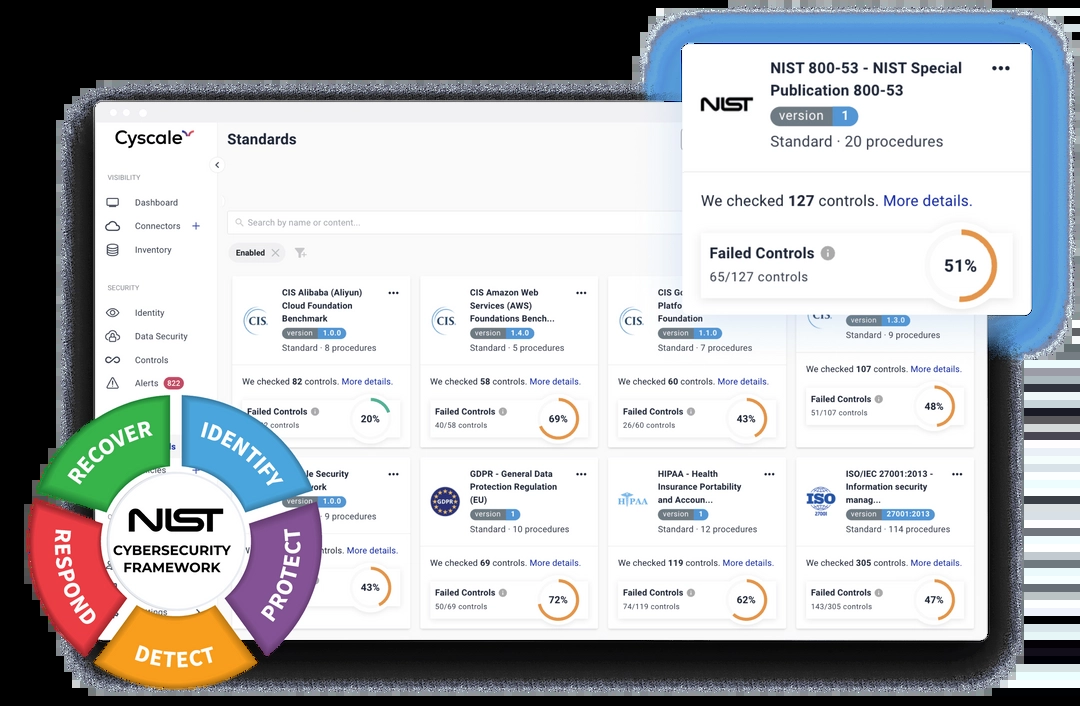 NIST 800-53 - NIST Special
Publication 800-53
NIST
version 1
Standard · 20 procedures
We checked 127 controls. More details.
Failed Controls
65/127 controls
51%
Cyscale
Standards
VISIBILITY
Dashboard
Connectors +
Inventory
SECURITY
Identity
Data Security
Controls
Alerts 822
Search by name or content...
Enabled
CIS Alibaba (Aliyun)
Cloud Foundation
Benchmark
CIS.
version 1.0.0
Standard · 8 procedures
We checked 82 controls. More details.
Failed Controls
20%
CIS Amazon Web
Services (AWS)
Foundations Bench...
CIS.
version 1.4.0
Standard · 5 procedures
We checked 58 controls. More details.
Failed Controls
40/58 controls
69%
CIS Go
Platfo
Foundation
CIS.
version 1.1.0
Standard · 7 procedures
We checked 60 controls. More details.
Failed Controls
26/60 controls
43%
version 1.3.0
Standard · 9 procedures
We checked 107 controls. More details.
Failed Controls
51/107 controls
48%
Security
version 1.0.0
9 procedures
More details.
43%
GDPR - General Data
Protection Regulation
(EU)
GDPR
version 1
Standard · 10 procedures
We checked 69 controls. More details.
Failed Controls
50/69 controls
72%
HIPAA - Health
Insurance Portability
and Accoun...
HIPAA
version 1
Standard · 12 procedures
We checked 119 controls. More details.
Failed Controls
74/119 controls
62%
ISO/IEC 27001:2013 -
Information security
manag...
ISO
27001
version 27001:2013
Standard · 114 procedures
We checked 305 controls. More details.
Failed Controls
143/305 controls
47%
RECOVER
IDENTIFY
PROTECT
DETECT
RESPOND
NIST
CYBERSECURITY
FRAMEWORK